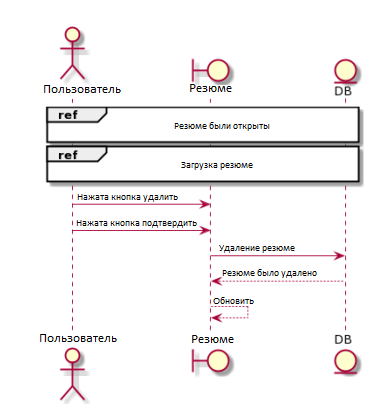 Пользователь
Резюме
DB
ref
Резюме были открыты
ref
Загрузка резюме
Нажата кнопка удалить
Нажата кнопка подтвердить
Удаление резюме
Резюме было удалено
Обновить
Пользователь
Резюме
DB